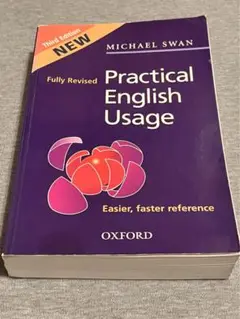 Third Edition
NEW
MICHAEL SWAN
Fully Revised
Practical
English
Usage
Easier, faster reference
OXFORD